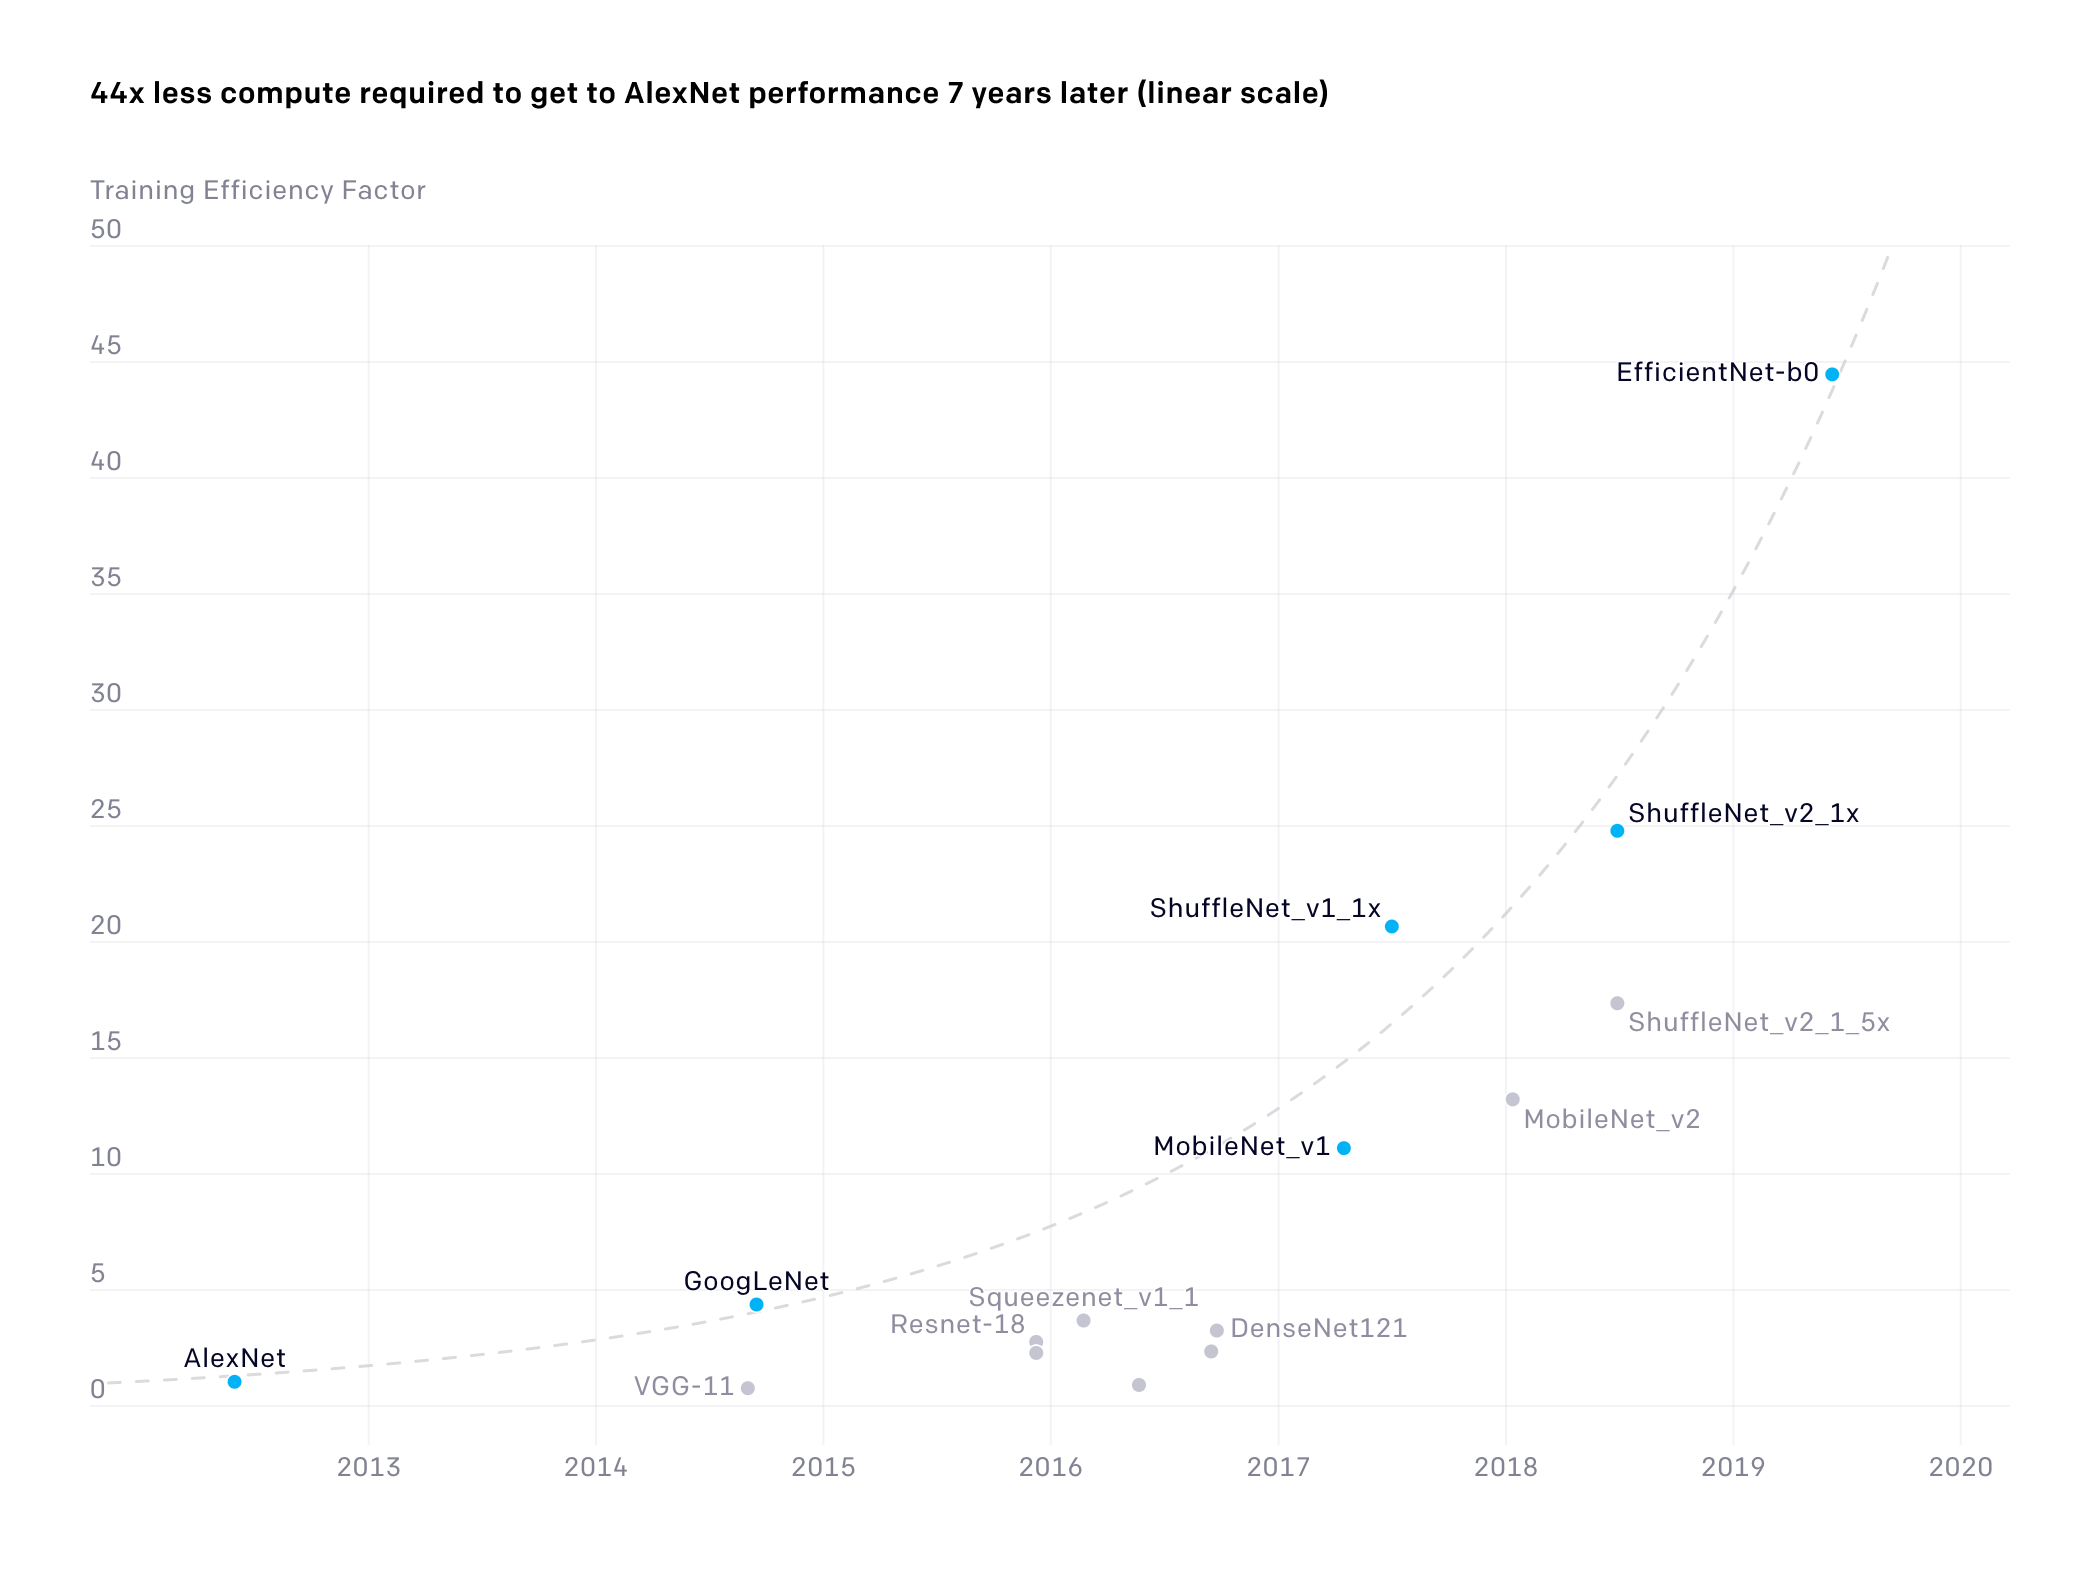 44x less compute required to get to AlexNet performance 7 years later (linear scale)
Training Efficiency Factor
50
45
EfficientNet-b0
40
35
30
25
ShuffleNet_v2_1x
ShuffleNet_v1_1x
20
ShuffleNet_v2_1_5x
15
MobileNet_v2
MobileNet_v1
10
5
GoogLeNet
Squeezenet_v1_1
Resnet-18
DenseNet121
AlexNet
VGG-11
0
2013
2014
2015
2016
2017
2018
2019
2020